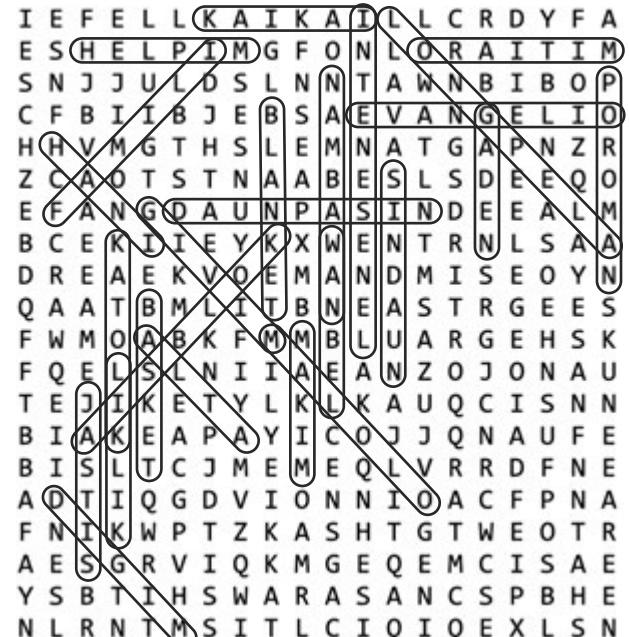 I E F E L L K A I K A I L L C R D Y F A
E S H E L P I M G F O N L O R A I T I M
S N J J U L D S L N N T A W N B I B O P
C F B I I B J E B S A E V A N G E L I O
H H V M G T H S L E M N A T G A P N Z R
Z C A O T S T N A A B E S L S D E E Q O
E F A N G D A U N P A S I N D E E A L M
B C E K I I E Y K X W E N T R N L S A A
D R E A E K V O E M A N D M I S E O Y N
Q A A T B M L I T B N E A S T R G E E S
F W M O A B K F M M B L U A R G E H S K
F Q E L S L N I I A E A N Z O J O N A U
T E J I K E T Y L K L K A U Q C I S N N
B I A K E A P A Y I C O J J Q N A U F E
B I S L T C J M E M E Q L V R R D F N E
A D T I Q G D V I O N N I O A C F P N A
F N I K W P T Z K A S H T G T W E O T R
A E S G R V I Q K M G E Q E M C I S A E
Y S B T I H S W A R A S A N C S P B H E
N L R N T M S I T L C I O I O E X L S N